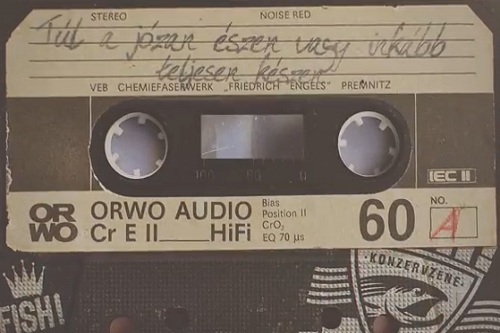 STEREO NOISE RED
Túl a józan észen vagy inkább
teljesen készen
VEB CHEMIEFASERWERK „FRIEDRICH ENGELS" PREMNITZ
100 50 0
IEC II
ORWO
ORWO AUDIO
Cr E II HiFi
Bias
Position II
CrO₂
EQ 70 µs
60
NO.
A
FISH!
· KONZERVZENE ·